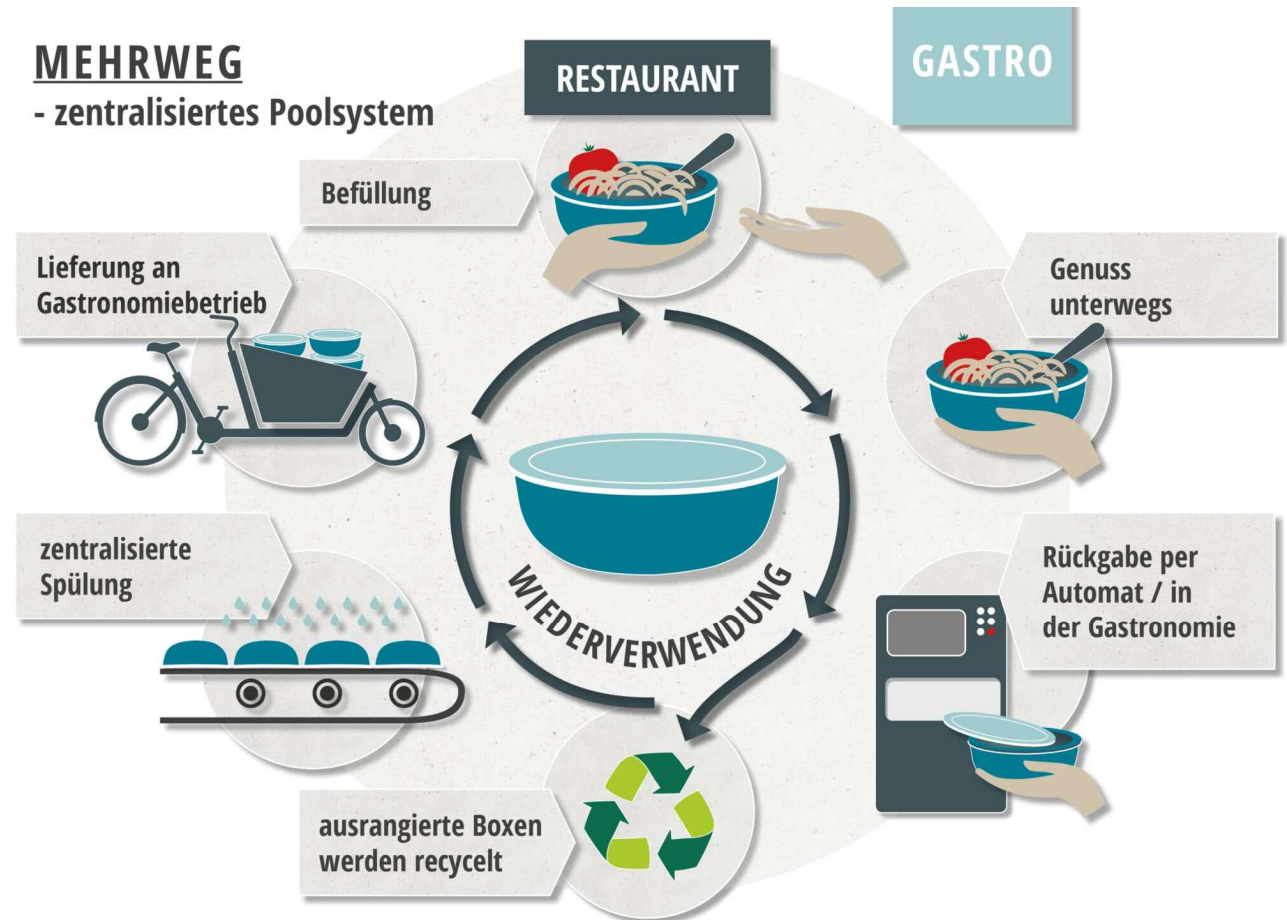 MEHRWEG
- zentralisiertes Poolsystem
RESTAURANT
GASTRO
Befüllung
Lieferung an
Gastronomiebetrieb
Genuss
unterwegs
zentralisierte
Spülung
Rückgabe per
Automat / in
der Gastronomie
WIEDERVERWENDUNG
ausrangierte Boxen
werden recycelt